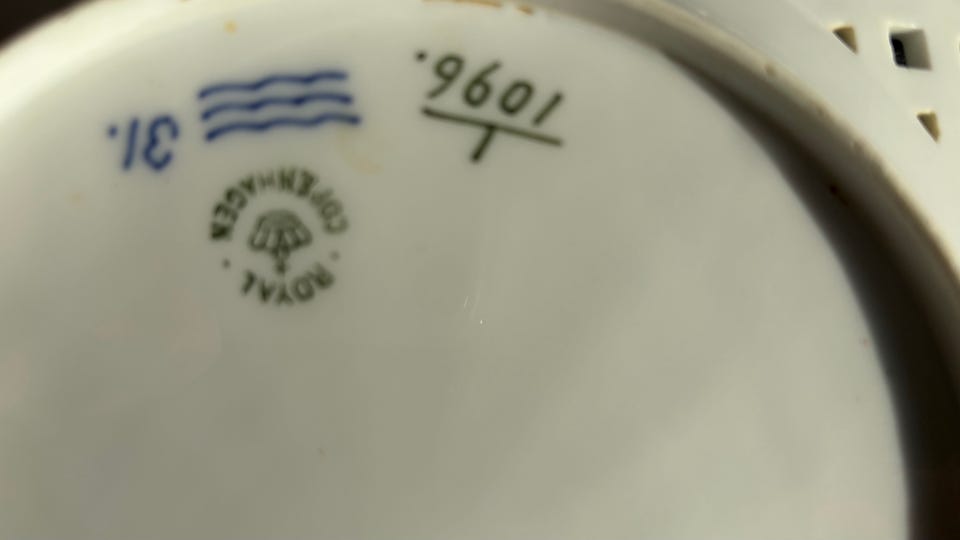 ROYAL COPENHAGEN
1
1096.
31.